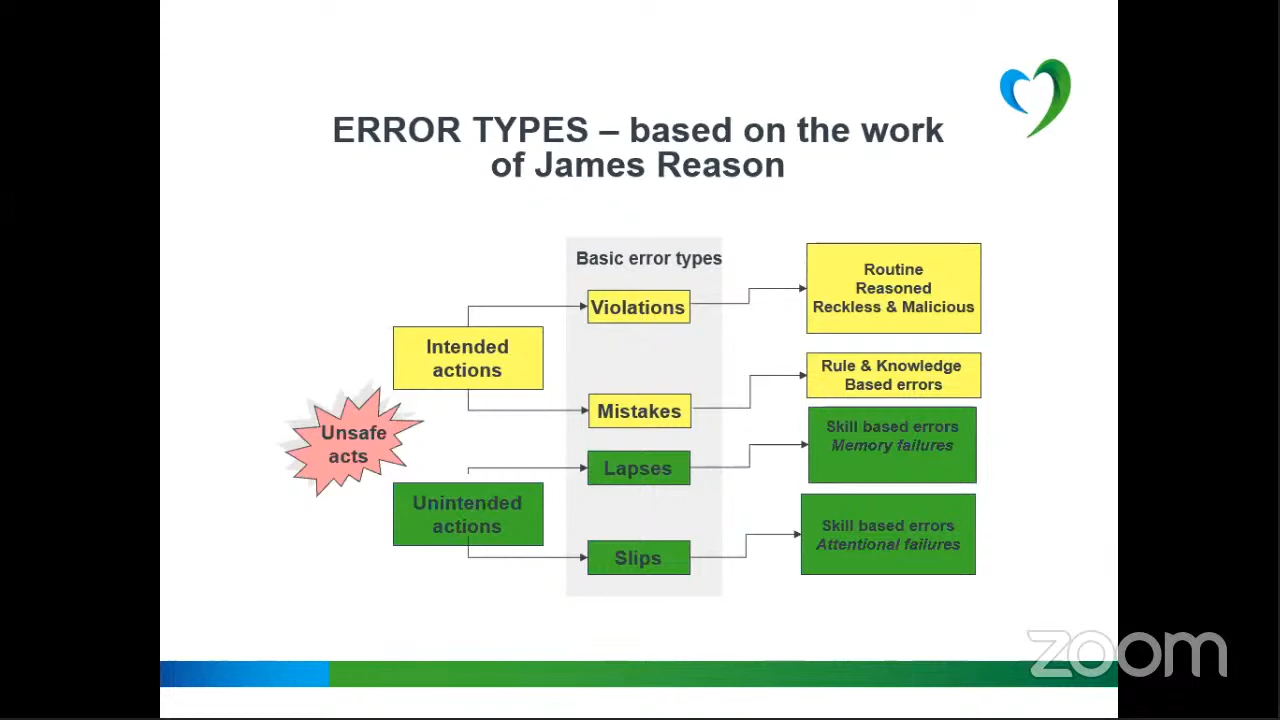 ERROR TYPES – based on the work
of James Reason
Basic error types
Violations
Routine
Reasoned
Reckless & Malicious
Intended
actions
Mistakes
Rule & Knowledge
Based errors
Unsafe
acts
Lapses
Skill based errors
Memory failures
Unintended
actions
Slips
Skill based errors
Attentional failures
zoom